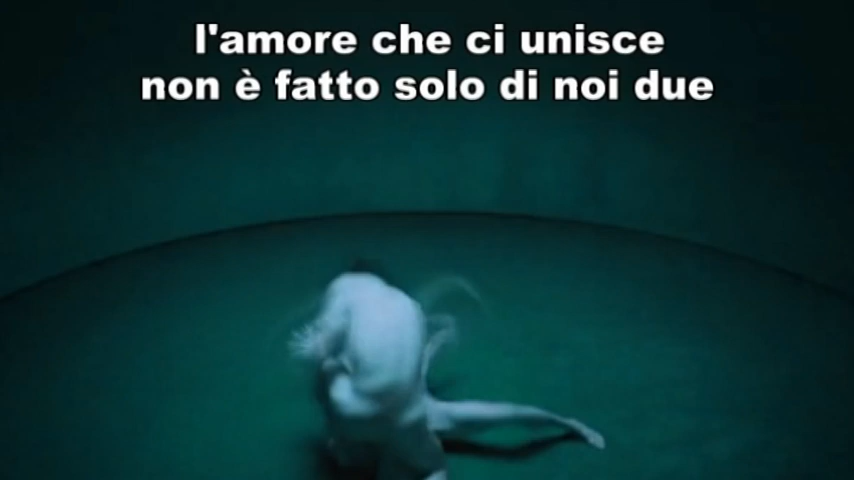 l'amore che ci unisce
non è fatto solo di noi due